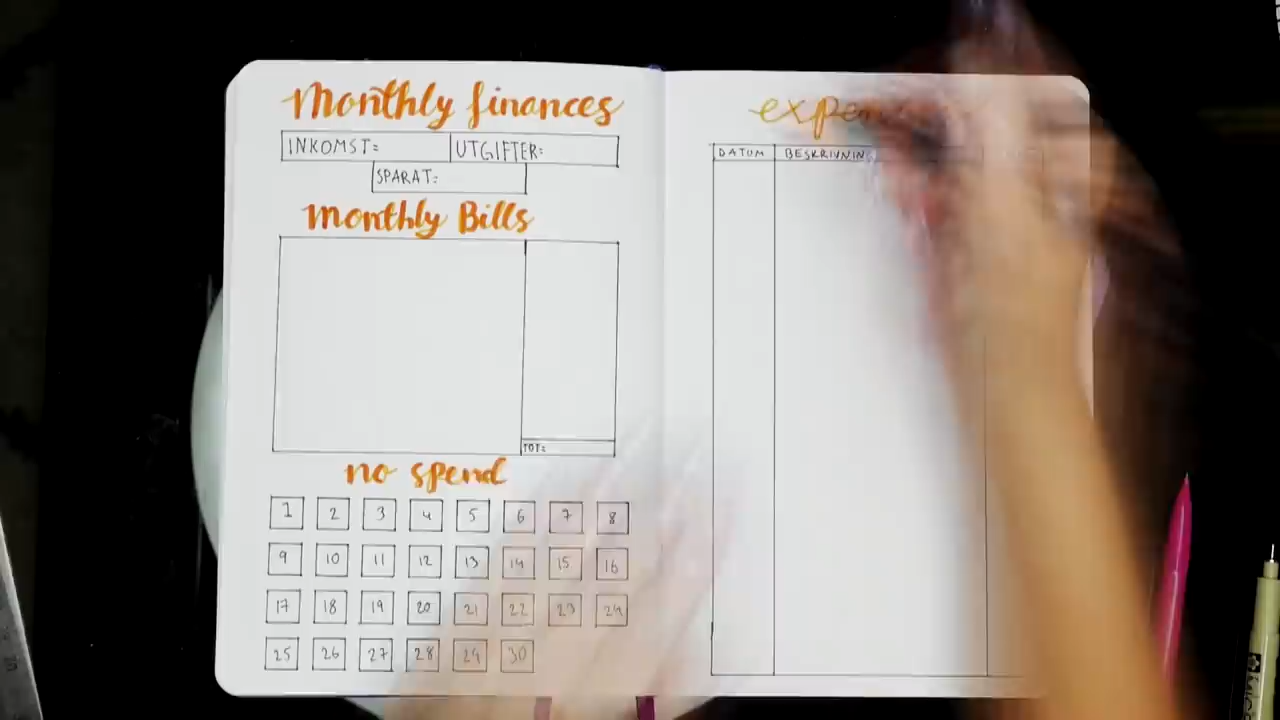 Monthly finances
INKOMST: UTGIFTER:
SPARAT:
Monthly Bills
TOT:
no spend
1 2 3 4 5 6 7 8
9 10 11 12 13 14 15 16
17 18 19 20 21 22 23 24
25 26 27 28 29 30
DATUM BESKRIVNING